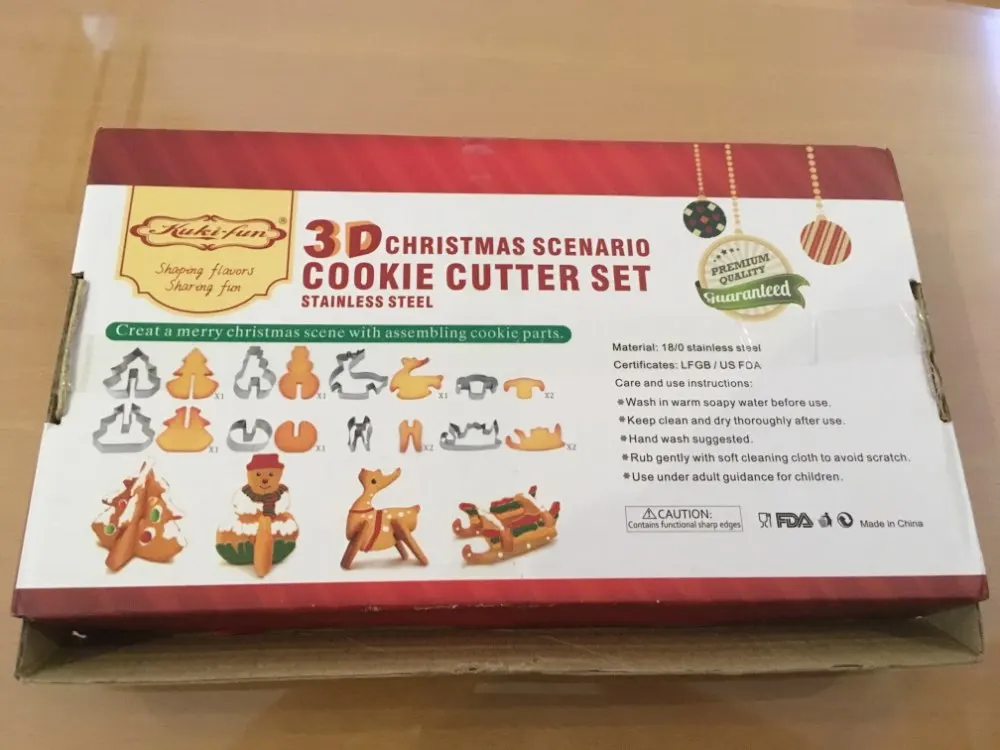 Kuki-fun®
Shaping flavors
Sharing fun
3D CHRISTMAS SCENARIO
COOKIE CUTTER SET
STAINLESS STEEL
PREMIUM
QUALITY
Guaranteed
Creat a merry christmas scene with assembling cookie parts.
X1 X1 X1 X2
X1 X1 X2 X2
Material: 18/0 stainless steel
Certificates: LFGB / US FDA
Care and use instructions:
*Wash in warm soapy water before use.
*Keep clean and dry thoroughly after use.
*Hand wash suggested.
*Rub gently with soft cleaning cloth to avoid scratch.
*Use under adult guidance for children.
CAUTION:
Contains functional sharp edges
FDA
Made in China